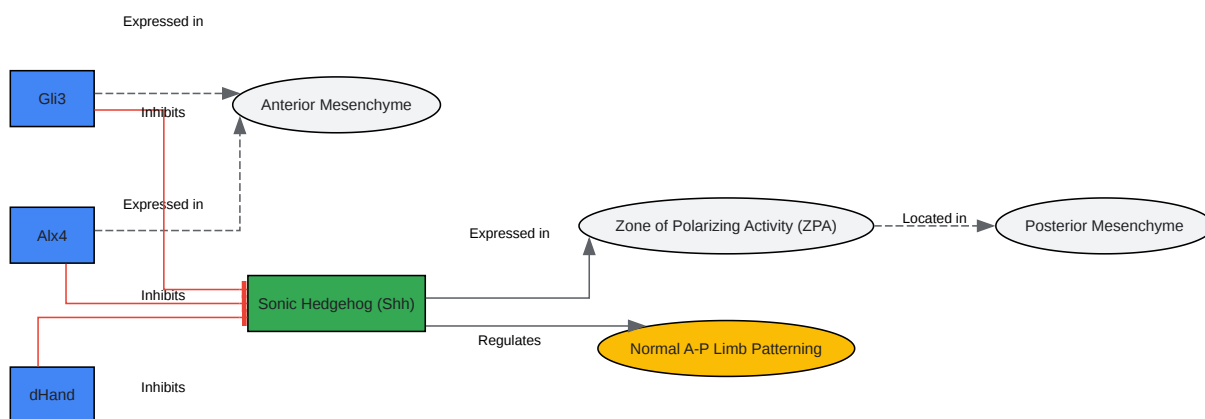 Expressed in
Gli3
Anterior Mesenchyme
Inhibits
Expressed in
Alx4
Zone of Polarizing Activity (ZPA)
Located in
Posterior Mesenchyme
Expressed in
Inhibits
Sonic Hedgehog (Shh)
Regulates
Normal A-P Limb Patterning
Inhibits
dHand